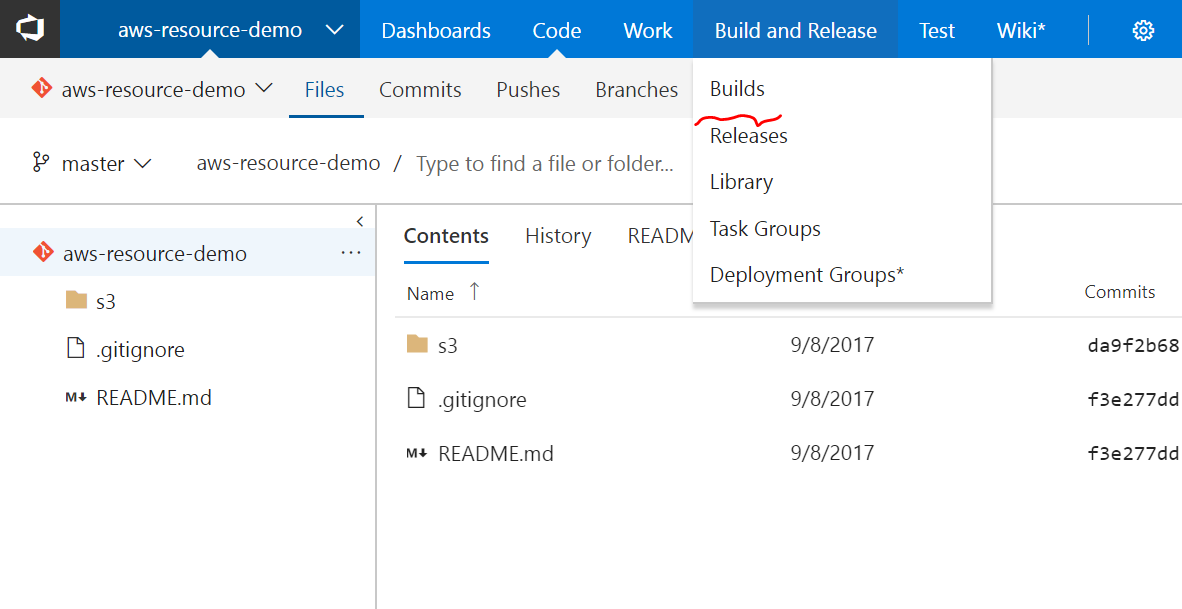 aws-resource-demo Dashboards Code Work Build and Release Test Wiki*
aws-resource-demo Files Commits Pushes Branches
Builds
Releases
Library
Task Groups
Deployment Groups*
master aws-resource-demo / Type to find a file or folder...
aws-resource-demo ...
s3
.gitignore
M↓ README.md
Contents History READM
Name ↑ Commits
s3 9/8/2017 da9f2b68
.gitignore 9/8/2017 f3e277dd
M↓ README.md 9/8/2017 f3e277dd